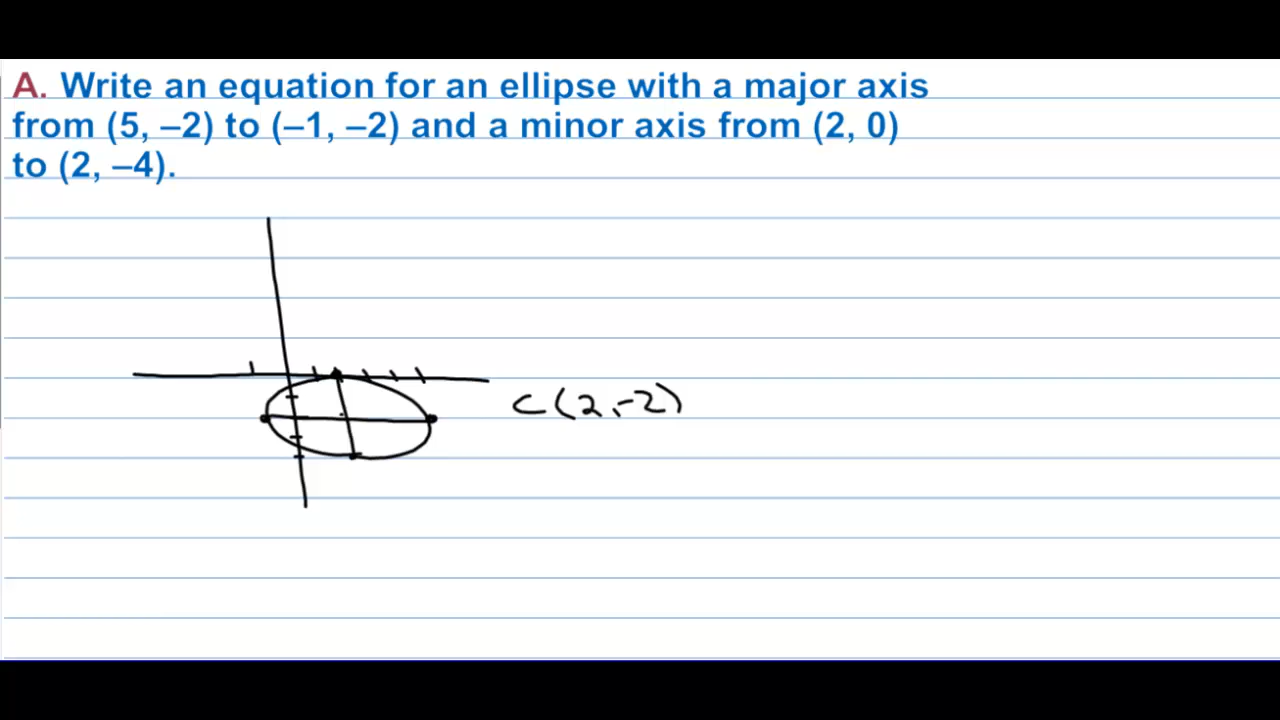 A. Write an equation for an ellipse with a major axis
from (5, –2) to (–1, –2) and a minor axis from (2, 0)
to (2, –4).
C (2,-2)